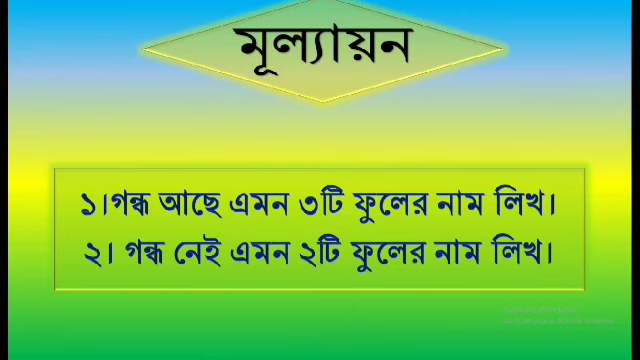 মূল্যায়ন
১।গন্ধ আছে এমন ৩টি ফুলের নাম লিখ।
২। গন্ধ নেই এমন ২টি ফুলের নাম লিখ।